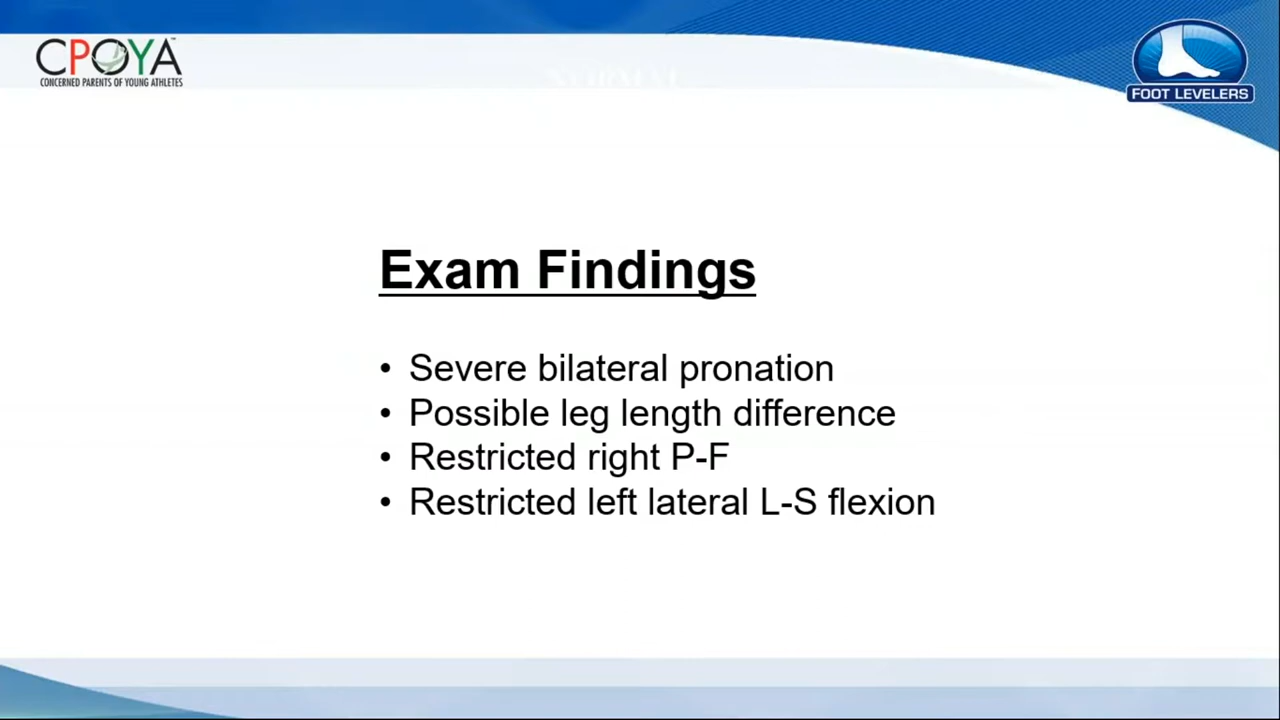 CPOYA™
CONCERNED PARENTS OF YOUNG ATHLETES
FOOT LEVELERS
Exam Findings
• Severe bilateral pronation
• Possible leg length difference
• Restricted right P-F
• Restricted left lateral L-S flexion